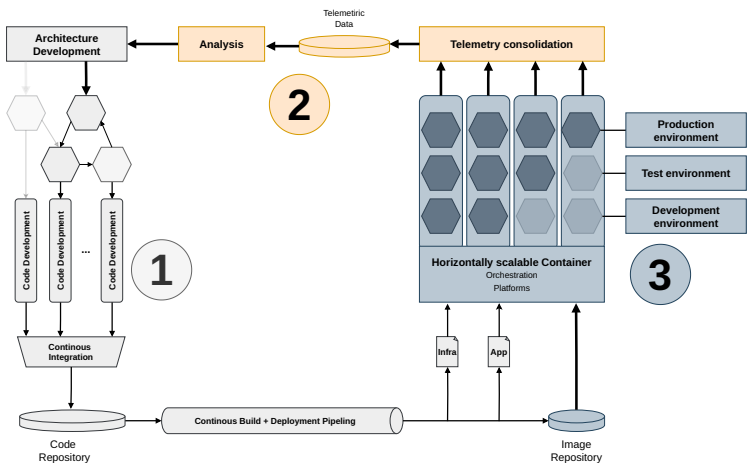 Telemetiric
Data
Architecture
Development
Analysis
Telemetry consolidation
2
Production
environment
Test environment
Development
environment
Code Development
Code Development
...
Code Development
1
Horizontally scalable Container
Orchestration
Platforms
3
Continous
Integration
Infra
App
Continous Build + Deployment Pipeling
Code
Repository
Image
Repository